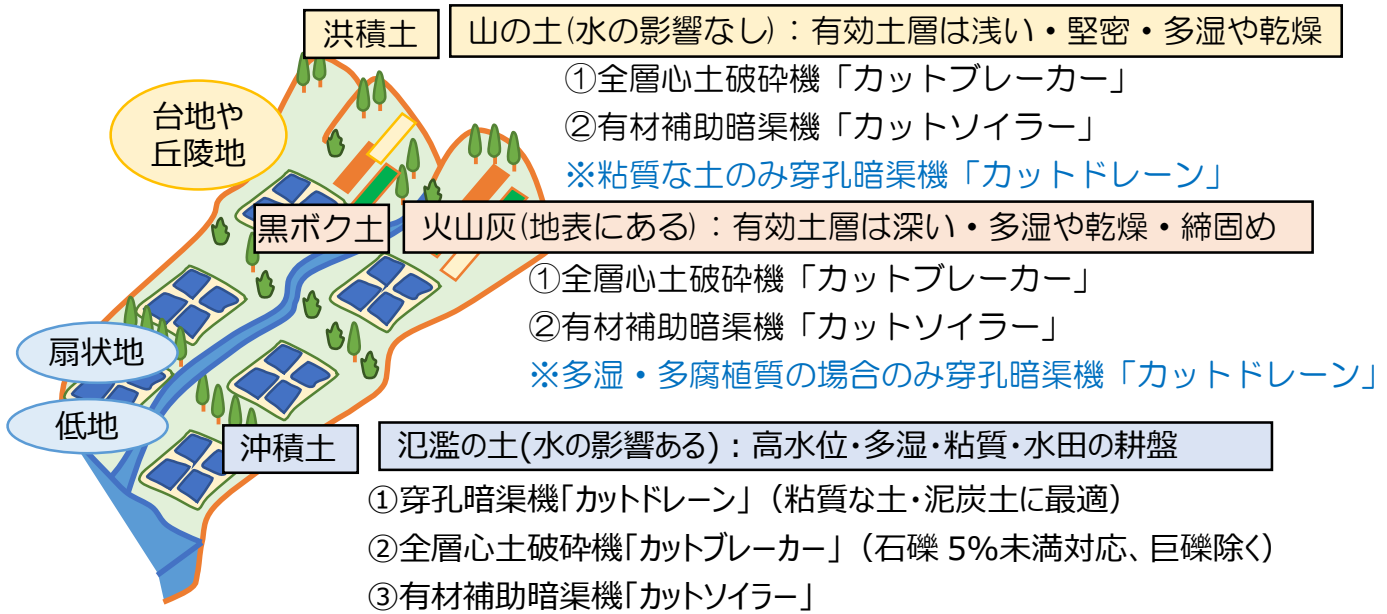 洪積土
山の土(水の影響なし)：有効土層は浅い・堅密・多湿や乾燥
①全層心土破砕機「カットブレーカー」
②有材補助暗渠機「カットソイラー」
※粘質な土のみ穿孔暗渠機「カットドレーン」
台地や
丘陵地
黒ボク土
火山灰(地表にある)：有効土層は深い・多湿や乾燥・締固め
①全層心土破砕機「カットブレーカー」
②有材補助暗渠機「カットソイラー」
※多湿・多腐植質の場合のみ穿孔暗渠機「カットドレーン」
扇状地
低地
沖積土
氾濫の土(水の影響ある)：高水位・多湿・粘質・水田の耕盤
①穿孔暗渠機「カットドレーン」（粘質な土・泥炭土に最適）
②全層心土破砕機「カットブレーカー」（石礫 5%未満対応、巨礫除く）
③有材補助暗渠機「カットソイラー」